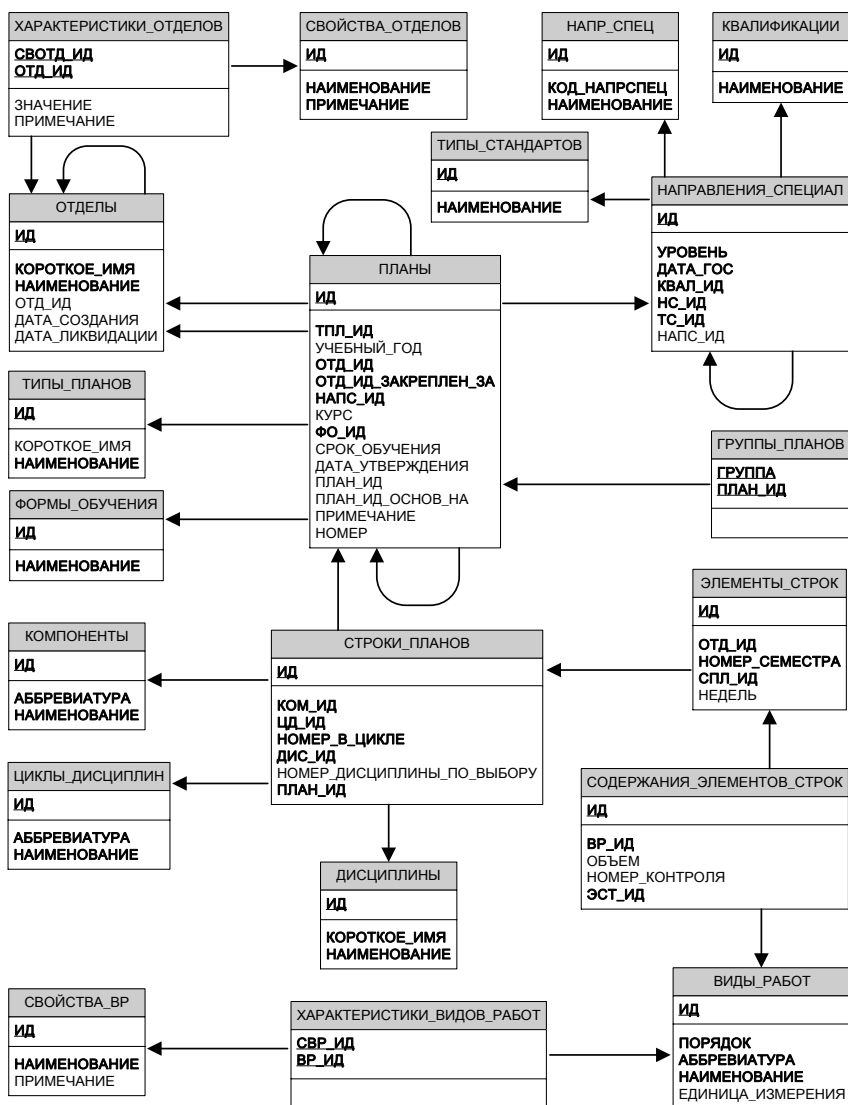 ХАРАКТЕРИСТИКИ_ОТДЕЛОВ
СВОТД_ИД
ОТД_ИД
ЗНАЧЕНИЕ
ПРИМЕЧАНИЕ
СВОЙСТВА_ОТДЕЛОВ
ИД
НАИМЕНОВАНИЕ
ПРИМЕЧАНИЕ
НАПР_СПЕЦ
ИД
КОД_НАПРСПЕЦ
НАИМЕНОВАНИЕ
КВАЛИФИКАЦИИ
ИД
НАИМЕНОВАНИЕ
ТИПЫ_СТАНДАРТОВ
ИД
НАИМЕНОВАНИЕ
НАПРАВЛЕНИЯ_СПЕЦИАЛ
ИД
УРОВЕНЬ
ДАТА_ГОС
КВАЛ_ИД
НС_ИД
ТС_ИД
НАПС_ИД
ОТДЕЛЫ
ИД
КОРОТКОЕ_ИМЯ
НАИМЕНОВАНИЕ
ОТД_ИД
ДАТА_СОЗДАНИЯ
ДАТА_ЛИКВИДАЦИИ
ПЛАНЫ
ИД
ТПЛ_ИД
УЧЕБНЫЙ_ГОД
ОТД_ИД
ОТД_ИД_ЗАКРЕПЛЕН_ЗА
НАПС_ИД
КУРС
ФО_ИД
СРОК_ОБУЧЕНИЯ
ДАТА_УТВЕРЖДЕНИЯ
ПЛАН_ИД
ПЛАН_ИД_ОСНОВ_НА
ПРИМЕЧАНИЕ
НОМЕР
ТИПЫ_ПЛАНОВ
ИД
КОРОТКОЕ_ИМЯ
НАИМЕНОВАНИЕ
ГРУППЫ_ПЛАНОВ
ГРУППА
ПЛАН_ИД
ФОРМЫ_ОБУЧЕНИЯ
ИД
НАИМЕНОВАНИЕ
ЭЛЕМЕНТЫ_СТРОК
ИД
ОТД_ИД
НОМЕР_СЕМЕСТРА
СПЛ_ИД
НЕДЕЛЬ
КОМПОНЕНТЫ
ИД
АББРЕВИАТУРА
НАИМЕНОВАНИЕ
СТРОКИ_ПЛАНОВ
ИД
КОМ_ИД
ЦД_ИД
НОМЕР_В_ЦИКЛЕ
ДИС_ИД
НОМЕР_ДИСЦИПЛИНЫ_ПО_ВЫБОРУ
ПЛАН_ИД
ЦИКЛЫ_ДИСЦИПЛИН
ИД
АББРЕВИАТУРА
НАИМЕНОВАНИЕ
СОДЕРЖАНИЯ_ЭЛЕМЕНТОВ_СТРОК
ИД
ВР_ИД
ОБЪЕМ
НОМЕР_КОНТРОЛЯ
ЭСТ_ИД
ДИСЦИПЛИНЫ
ИД
КОРОТКОЕ_ИМЯ
НАИМЕНОВАНИЕ
СВОЙСТВА_ВР
ИД
НАИМЕНОВАНИЕ
ПРИМЕЧАНИЕ
ХАРАКТЕРИСТИКИ_ВИДОВ_РАБОТ
СВР_ИД
ВР_ИД
ВИДЫ_РАБОТ
ИД
ПОРЯДОК
АББРЕВИАТУРА
НАИМЕНОВАНИЕ
ЕДИНИЦА_ИЗМЕРЕНИЯ